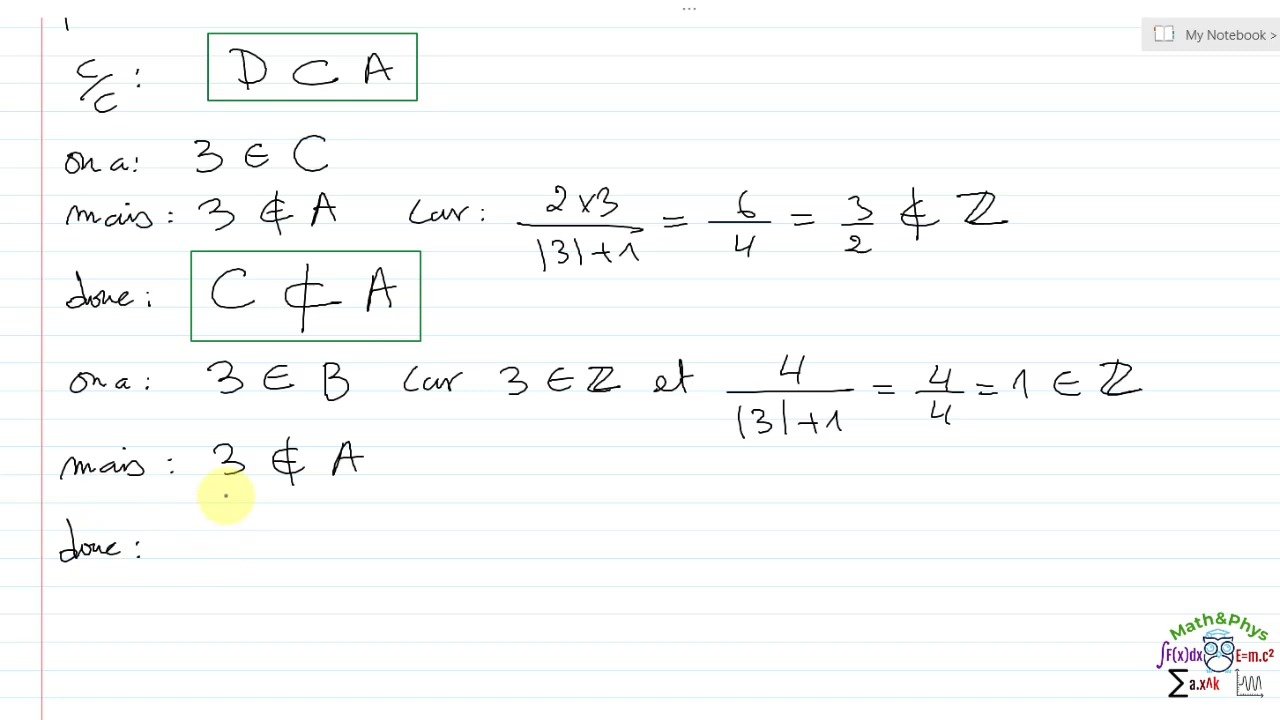 ...
My Notebook >
C/C : D ⊂ A
on a : 3 ∈ C
mais : 3 ∉ A car : 2×3/(|3|+1) = 6/4 = 3/2 ∉ ℤ
donc : C ⊄ A
on a : 3 ∈ B car 3 ∈ ℤ et 4/(|3|+1) = 4/4 = 1 ∈ ℤ
mais : 3 ∉ A
donc :
Math&Phys
∫F(x)dx E=m.c²
∑ a.x^k